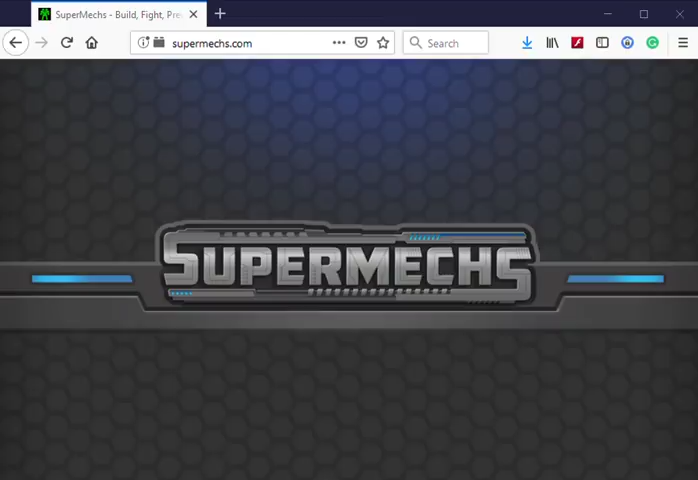 SuperMechs - Build, Fight, Pre
supermechs.com
Search
SUPERMECHS